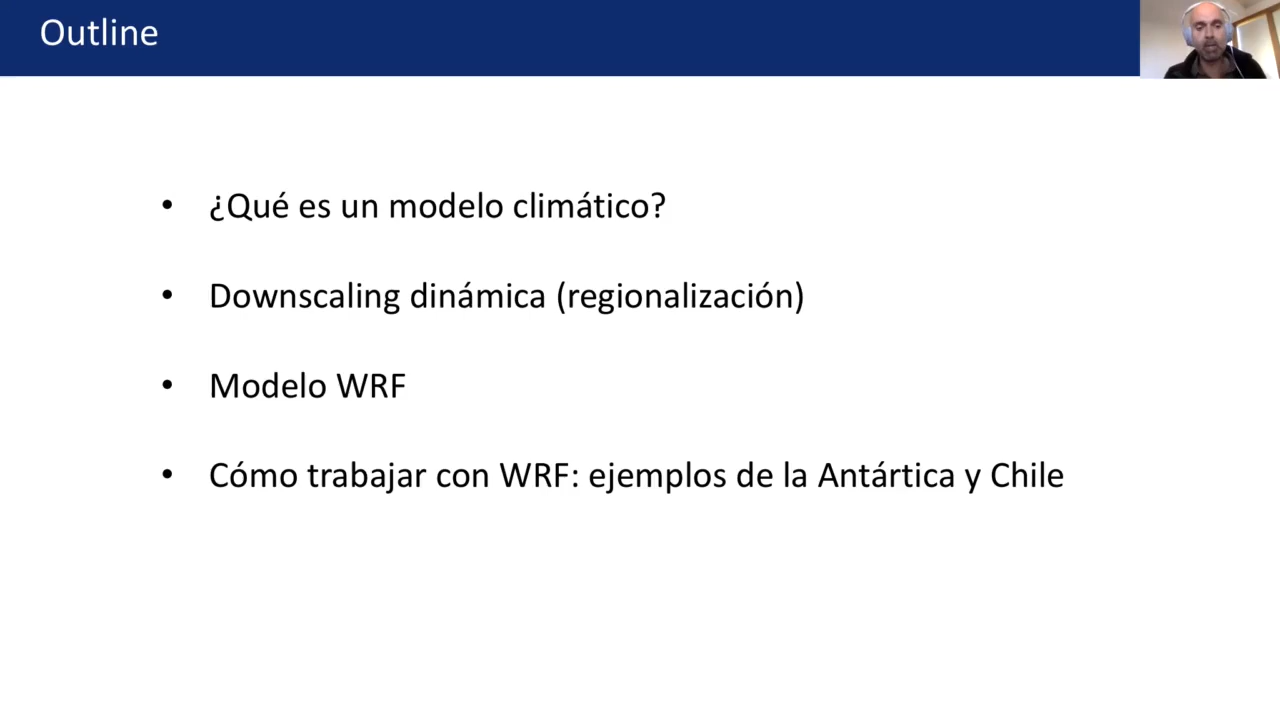 Outline
• ¿Qué es un modelo climático?
• Downscaling dinámica (regionalización)
• Modelo WRF
• Cómo trabajar con WRF: ejemplos de la Antártica y Chile